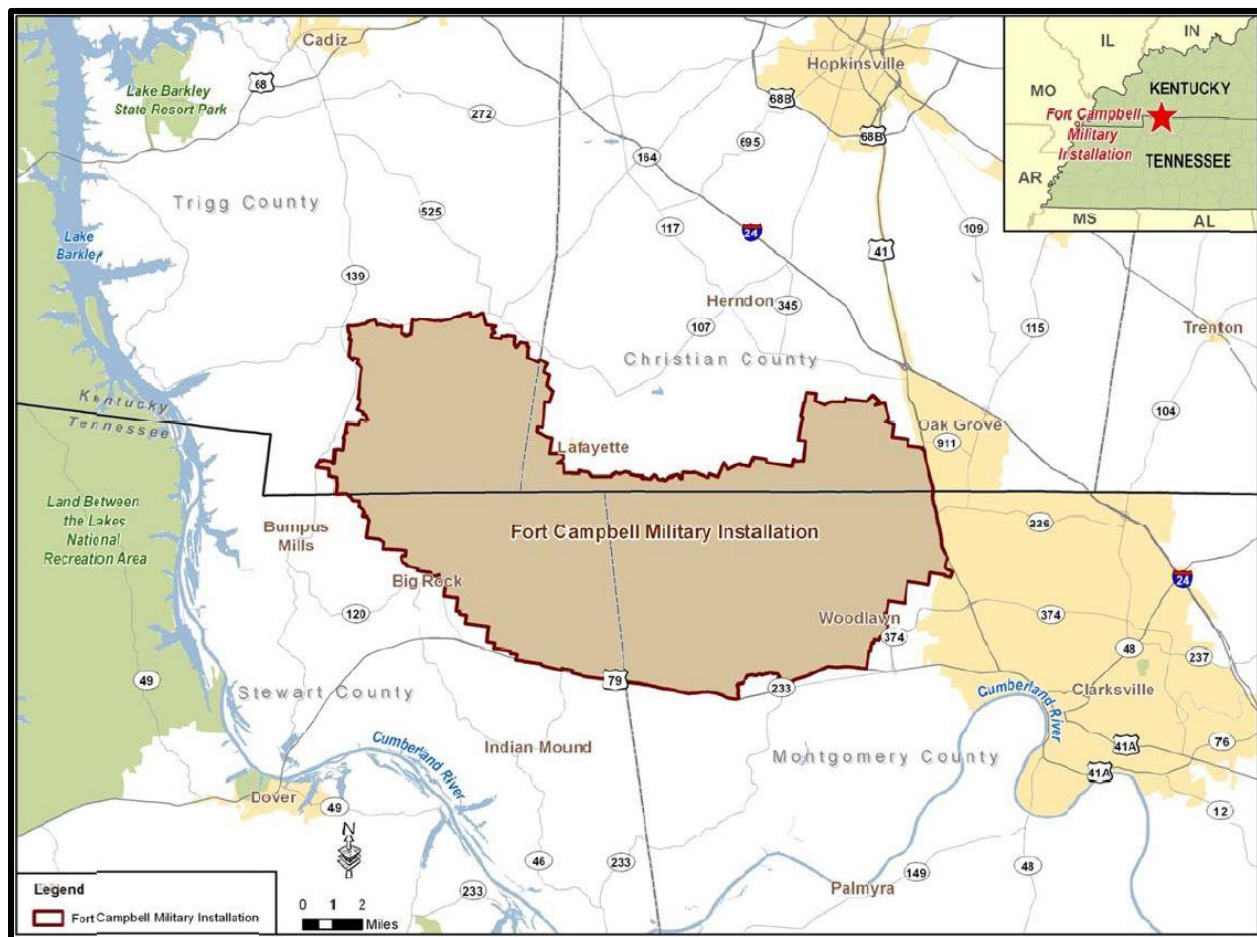 Cadiz
Hopkinsville
Lake Barkley
State Resort Park
68
68B
68B
272
695
164
IL
IN
MO
KENTUCKY
Fort Campbell
Military
Installation
TENNESSEE
AR
MS
AL
Trigg County
525
117
24
41
109
Lake
Barkley
139
Herndon
345
107
115
Trenton
Christian County
Kentucky
Tennessee
104
Oak Grove
911
Lafayette
Land Between
the Lakes
National
Recreation Area
Bumpus
Mills
Fort Campbell Military Installation
236
24
Big Rock
120
Woodlawn
374
374
48
237
49
Stewart County
79
233
Clarksville
Cumberland
River
Cumberland River
Indian Mound
Montgomery County
41A
76
41A
Dover
49
12
N
46
233
48
149
Palmyra
233
Legend
Fort Campbell Military Installation
0 1 2
Miles